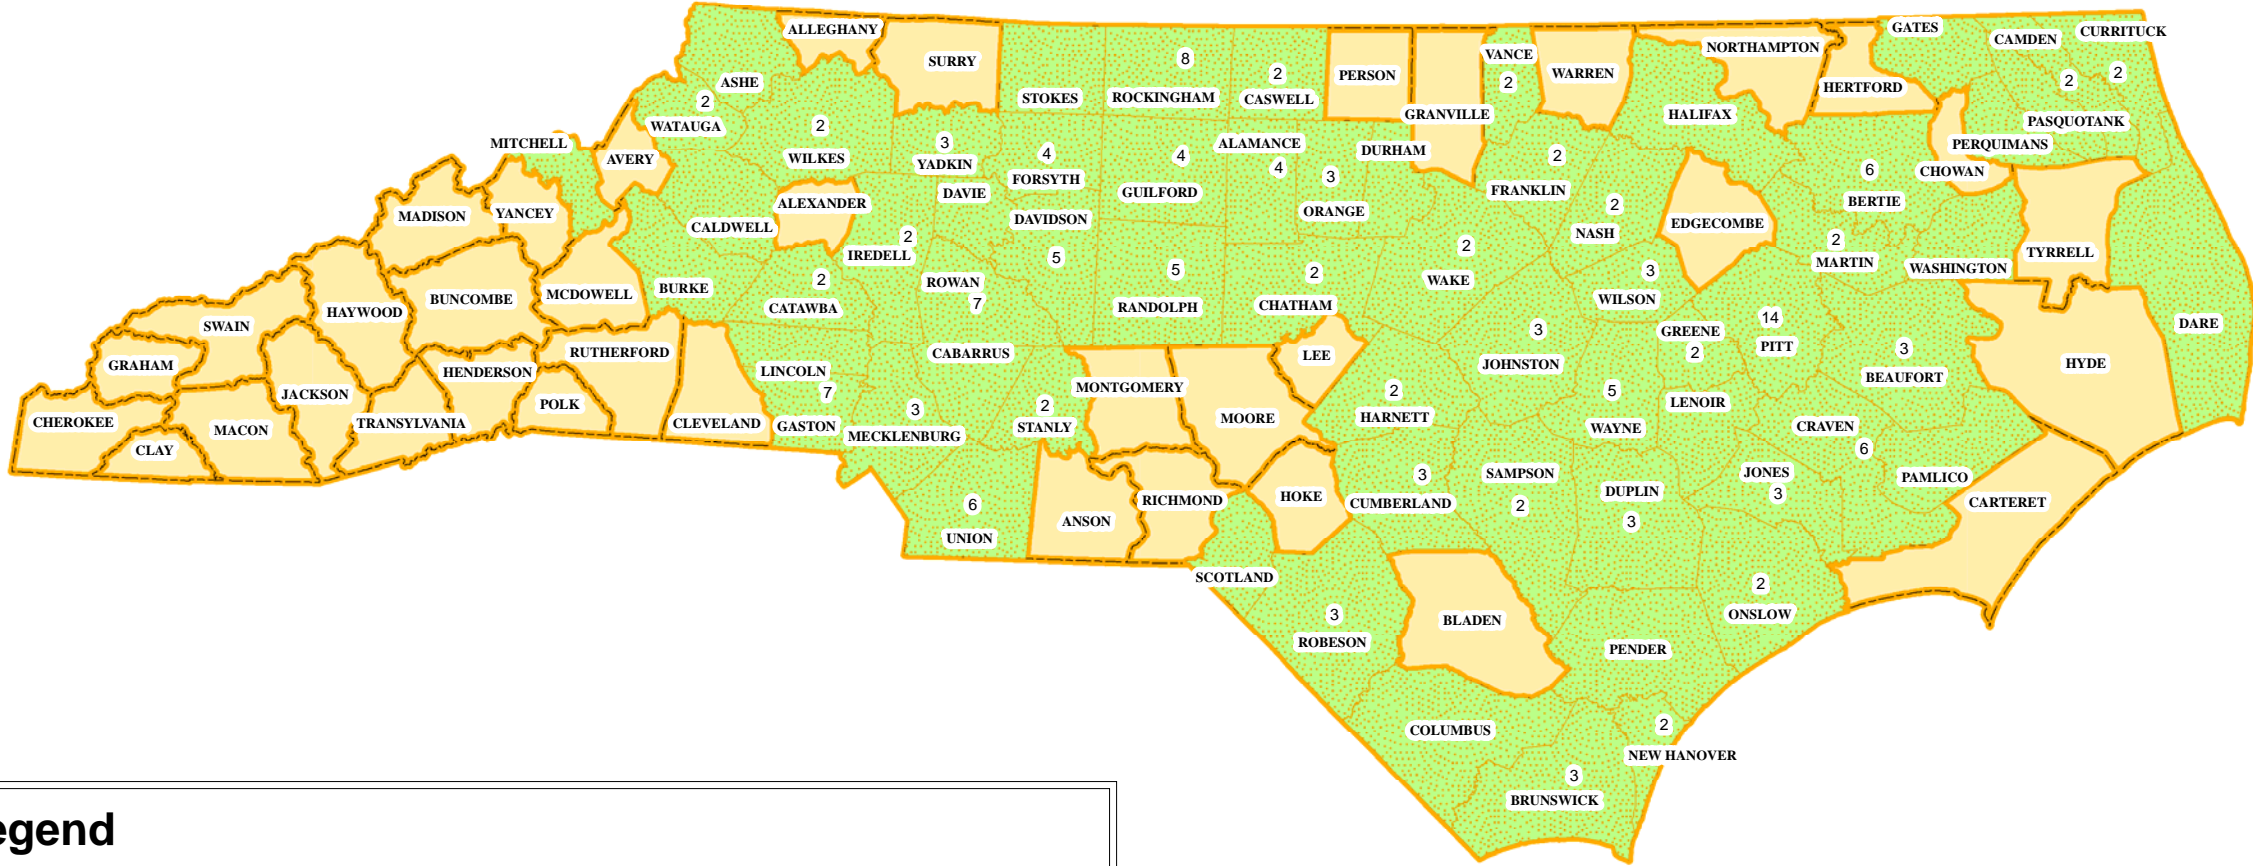 ALLEGHANY
GATES
CURRITUCK
CAMDEN
NORTHAMPTON
VANCE
8
SURRY
2
WARREN
2
2
PERSON
2
2
ASHE
HERTFORD
STOKES
ROCKINGHAM
CASWELL
2
WATAUGA
GRANVILLE
HALIFAX
PASQUOTANK
2
MITCHELL
3
ALAMANCE
PERQUIMANS
DURHAM
AVERY
WILKES
YADKIN
4
4
4
2
FORSYTH
3
6
CHOWAN
DAVIE
GUILFORD
FRANKLIN
ALEXANDER
BERTIE
MADISON
YANCEY
DAVIDSON
ORANGE
2
CALDWELL
EDGECOMBE
NASH
2
2
2
IREDELL
5
TYRRELL
MARTIN
WASHINGTON
5
2
3
2
ROWAN
WAKE
BURKE
MCDOWELL
BUNCOMBE
WILSON
7
CATAWBA
RANDOLPH
CHATHAM
HAYWOOD
14
DARE
SWAIN
3
GREENE
PITT
3
2
CABARRUS
RUTHERFORD
LEE
JOHNSTON
HYDE
GRAHAM
HENDERSON
LINCOLN
BEAUFORT
MONTGOMERY
7
2
5
JACKSON
POLK
3
2
LENOIR
MOORE
HARNETT
CHEROKEE
TRANSYLVANIA
CLEVELAND
GASTON
STANLY
WAYNE
CRAVEN
MACON
MECKLENBURG
CLAY
6
SAMPSON
JONES
3
PAMLICO
DUPLIN
3
RICHMOND
HOKE
CUMBERLAND
CARTERET
6
2
ANSON
3
UNION
SCOTLAND
2
3
ONSLOW
BLADEN
ROBESON
PENDER
2
COLUMBUS
NEW HANOVER
3
BRUNSWICK
egend